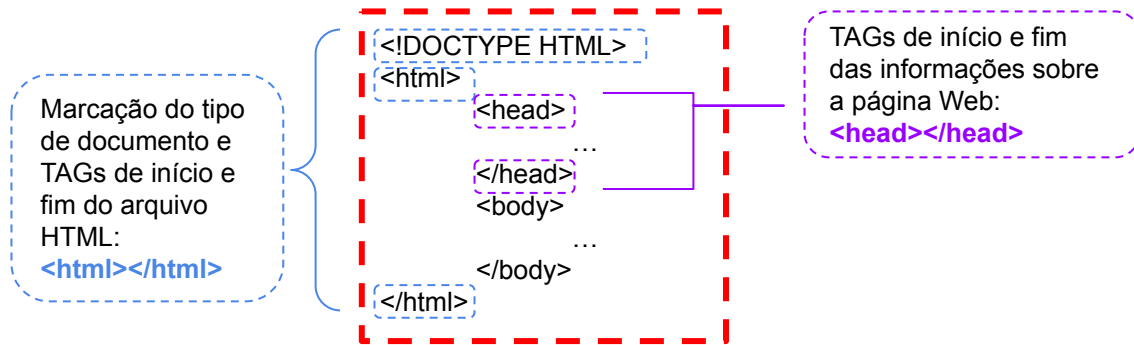 Marcação do tipo
de documento e
TAGs de início e
fim do arquivo
HTML:
<html></html>
<!DOCTYPE HTML>
<html>
<head>
...
</head>
<body>
...
</body>
</html>
TAGs de início e fim
das informações sobre
a página Web:
<head></head>